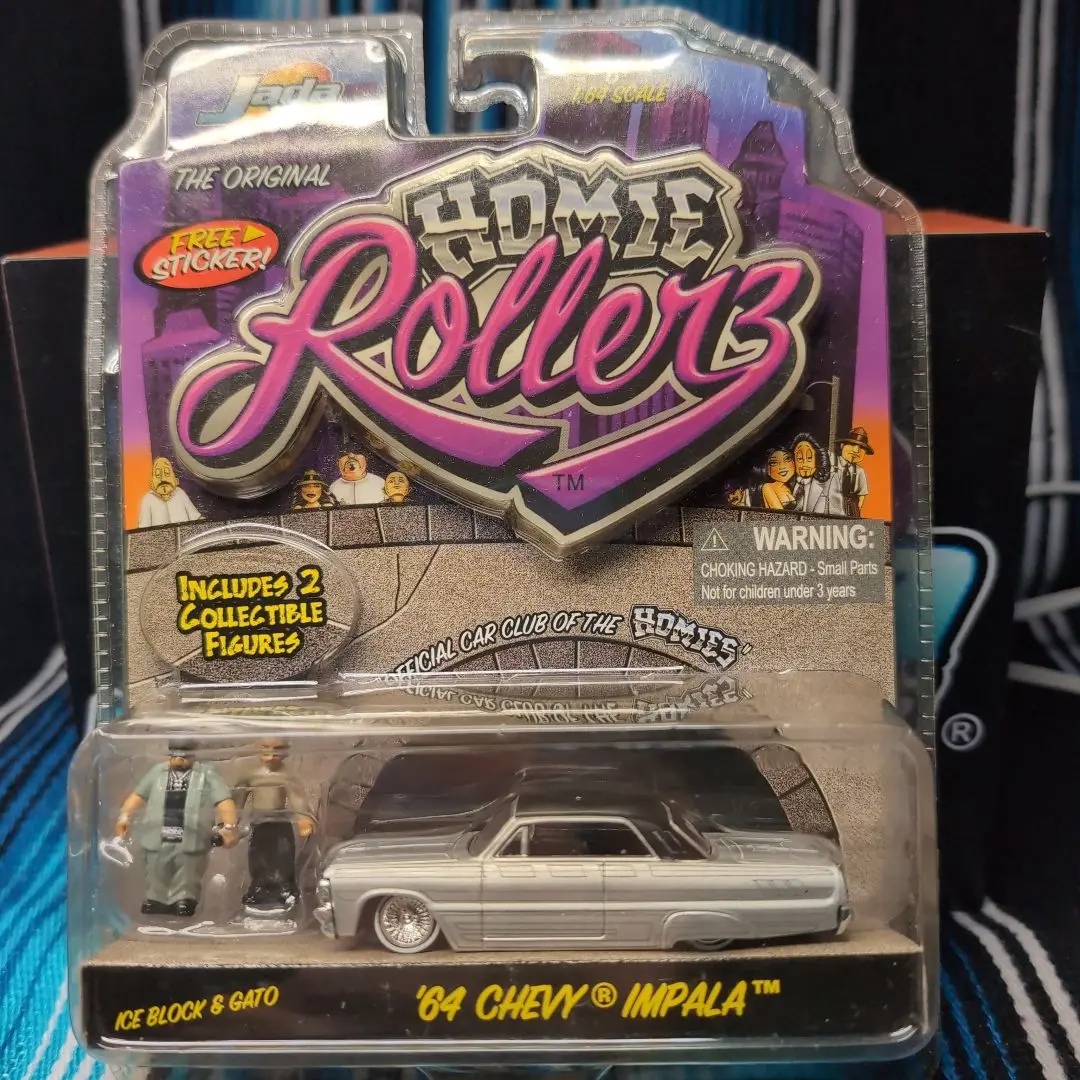 Jada
1:64 SCALE
THE ORIGINAL
HOMIE
Rollerz
TM
FREE
STICKER!
WARNING:
CHOKING HAZARD - Small Parts
Not for children under 3 years
INCLUDES 2
COLLECTIBLE
FIGURES
OFFICIAL CAR CLUB OF THE HOMIES
®
ICE BLOCK & GATO
'64 CHEVY® IMPALA™